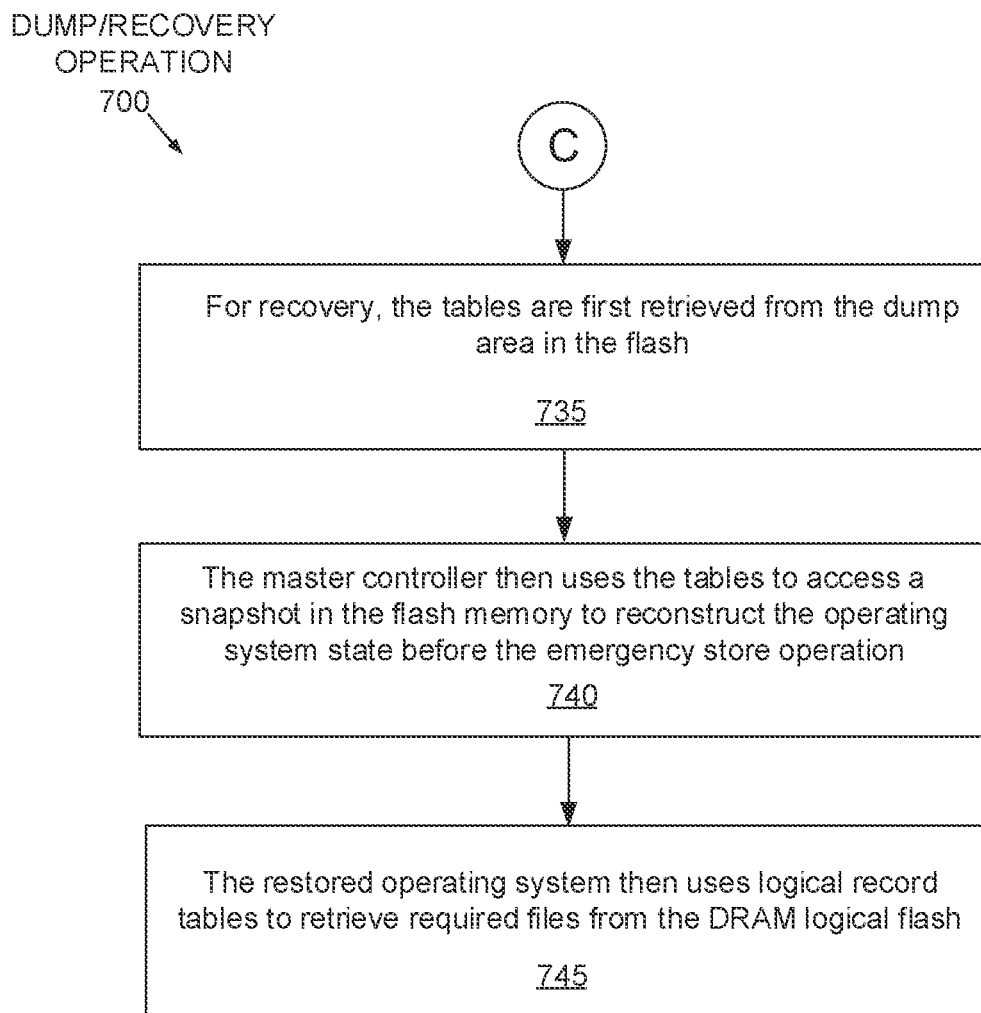 DUMP/RECOVERY
OPERATION
700
C
For recovery, the tables are first retrieved from the dump
area in the flash
735
The master controller then uses the tables to access a
snapshot in the flash memory to reconstruct the operating
system state before the emergency store operation
740
The restored operating system then uses logical record
tables to retrieve required files from the DRAM logical flash
745